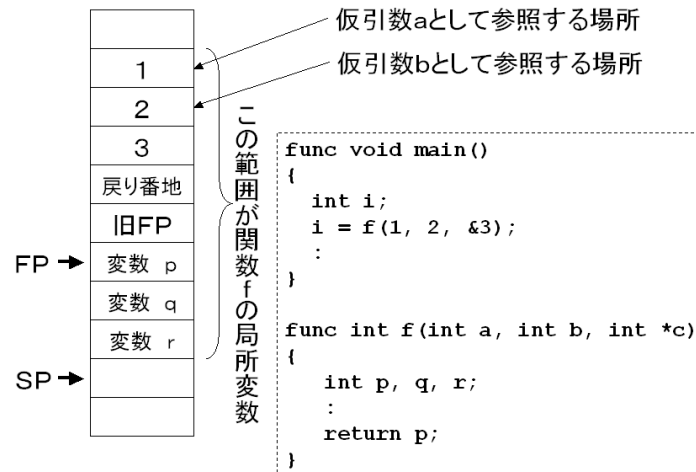 仮引数aとして参照する場所
仮引数bとして参照する場所
1
2
3
戻り番地
旧FP
FP
変数 p
変数 q
変数 r
SP
この範囲が関数fの局所変数
func void main()
{
int i;
i = f(1, 2, &3);
:
}
func int f(int a, int b, int *c)
{
int p, q, r;
:
return p;
}